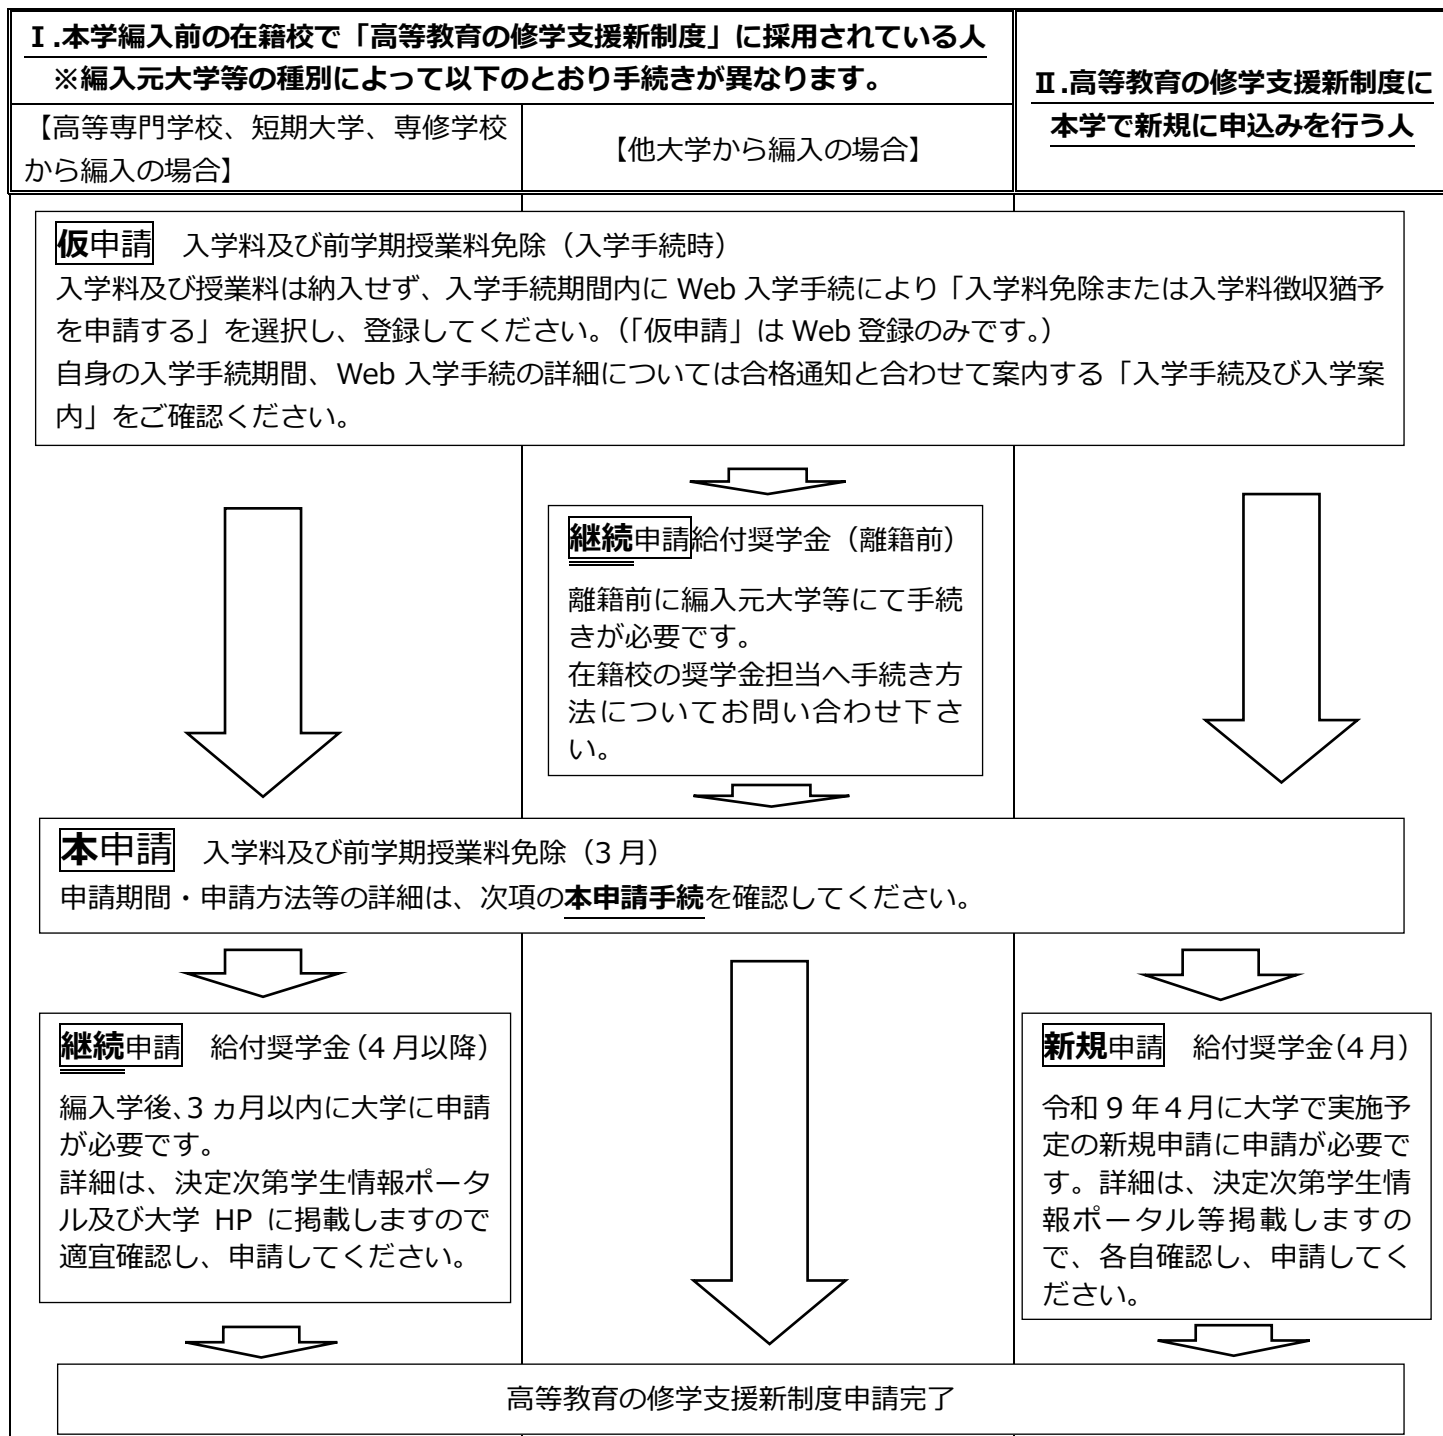 Ⅰ.本学編入前の在籍校で「高等教育の修学支援新制度」に採用されている人
※編入元大学等の種別によって以下のとおり手続きが異なります。
【高等専門学校、短期大学、専修学校
から編入の場合】
【他大学から編入の場合】
Ⅱ.高等教育の修学支援新制度に
本学で新規に申込みを行う人
仮申請 入学料及び前学期授業料免除（入学手続時）
入学料及び授業料は納入せず、入学手続期間内に Web 入学手続により「入学料免除または入学料徴収猶予
を申請する」を選択し、登録してください。（「仮申請」は Web 登録のみです。）
自身の入学手続期間、Web 入学手続の詳細については合格通知と合わせて案内する「入学手続及び入学案
内」をご確認ください。
継続申請給付奨学金（離籍前）
離籍前に編入元大学等にて手続
きが必要です。
在籍校の奨学金担当へ手続き方
法についてお問い合わせ下さ
い。
本申請 入学料及び前学期授業料免除（3 月）
申請期間・申請方法等の詳細は、次項の本申請手続を確認してください。
継続申請 給付奨学金（4 月以降）
編入学後、3 ヵ月以内に大学に申請
が必要です。
詳細は、決定次第学生情報ポータ
ル及び大学 HP に掲載しますので
適宜確認し、申請してください。
新規申請 給付奨学金（4 月）
令和 9 年 4 月に大学で実施予
定の新規申請に申請が必要で
す。詳細は、決定次第学生情
報ポータル等掲載しますの
で、各自確認し、申請してく
ださい。
高等教育の修学支援新制度申請完了